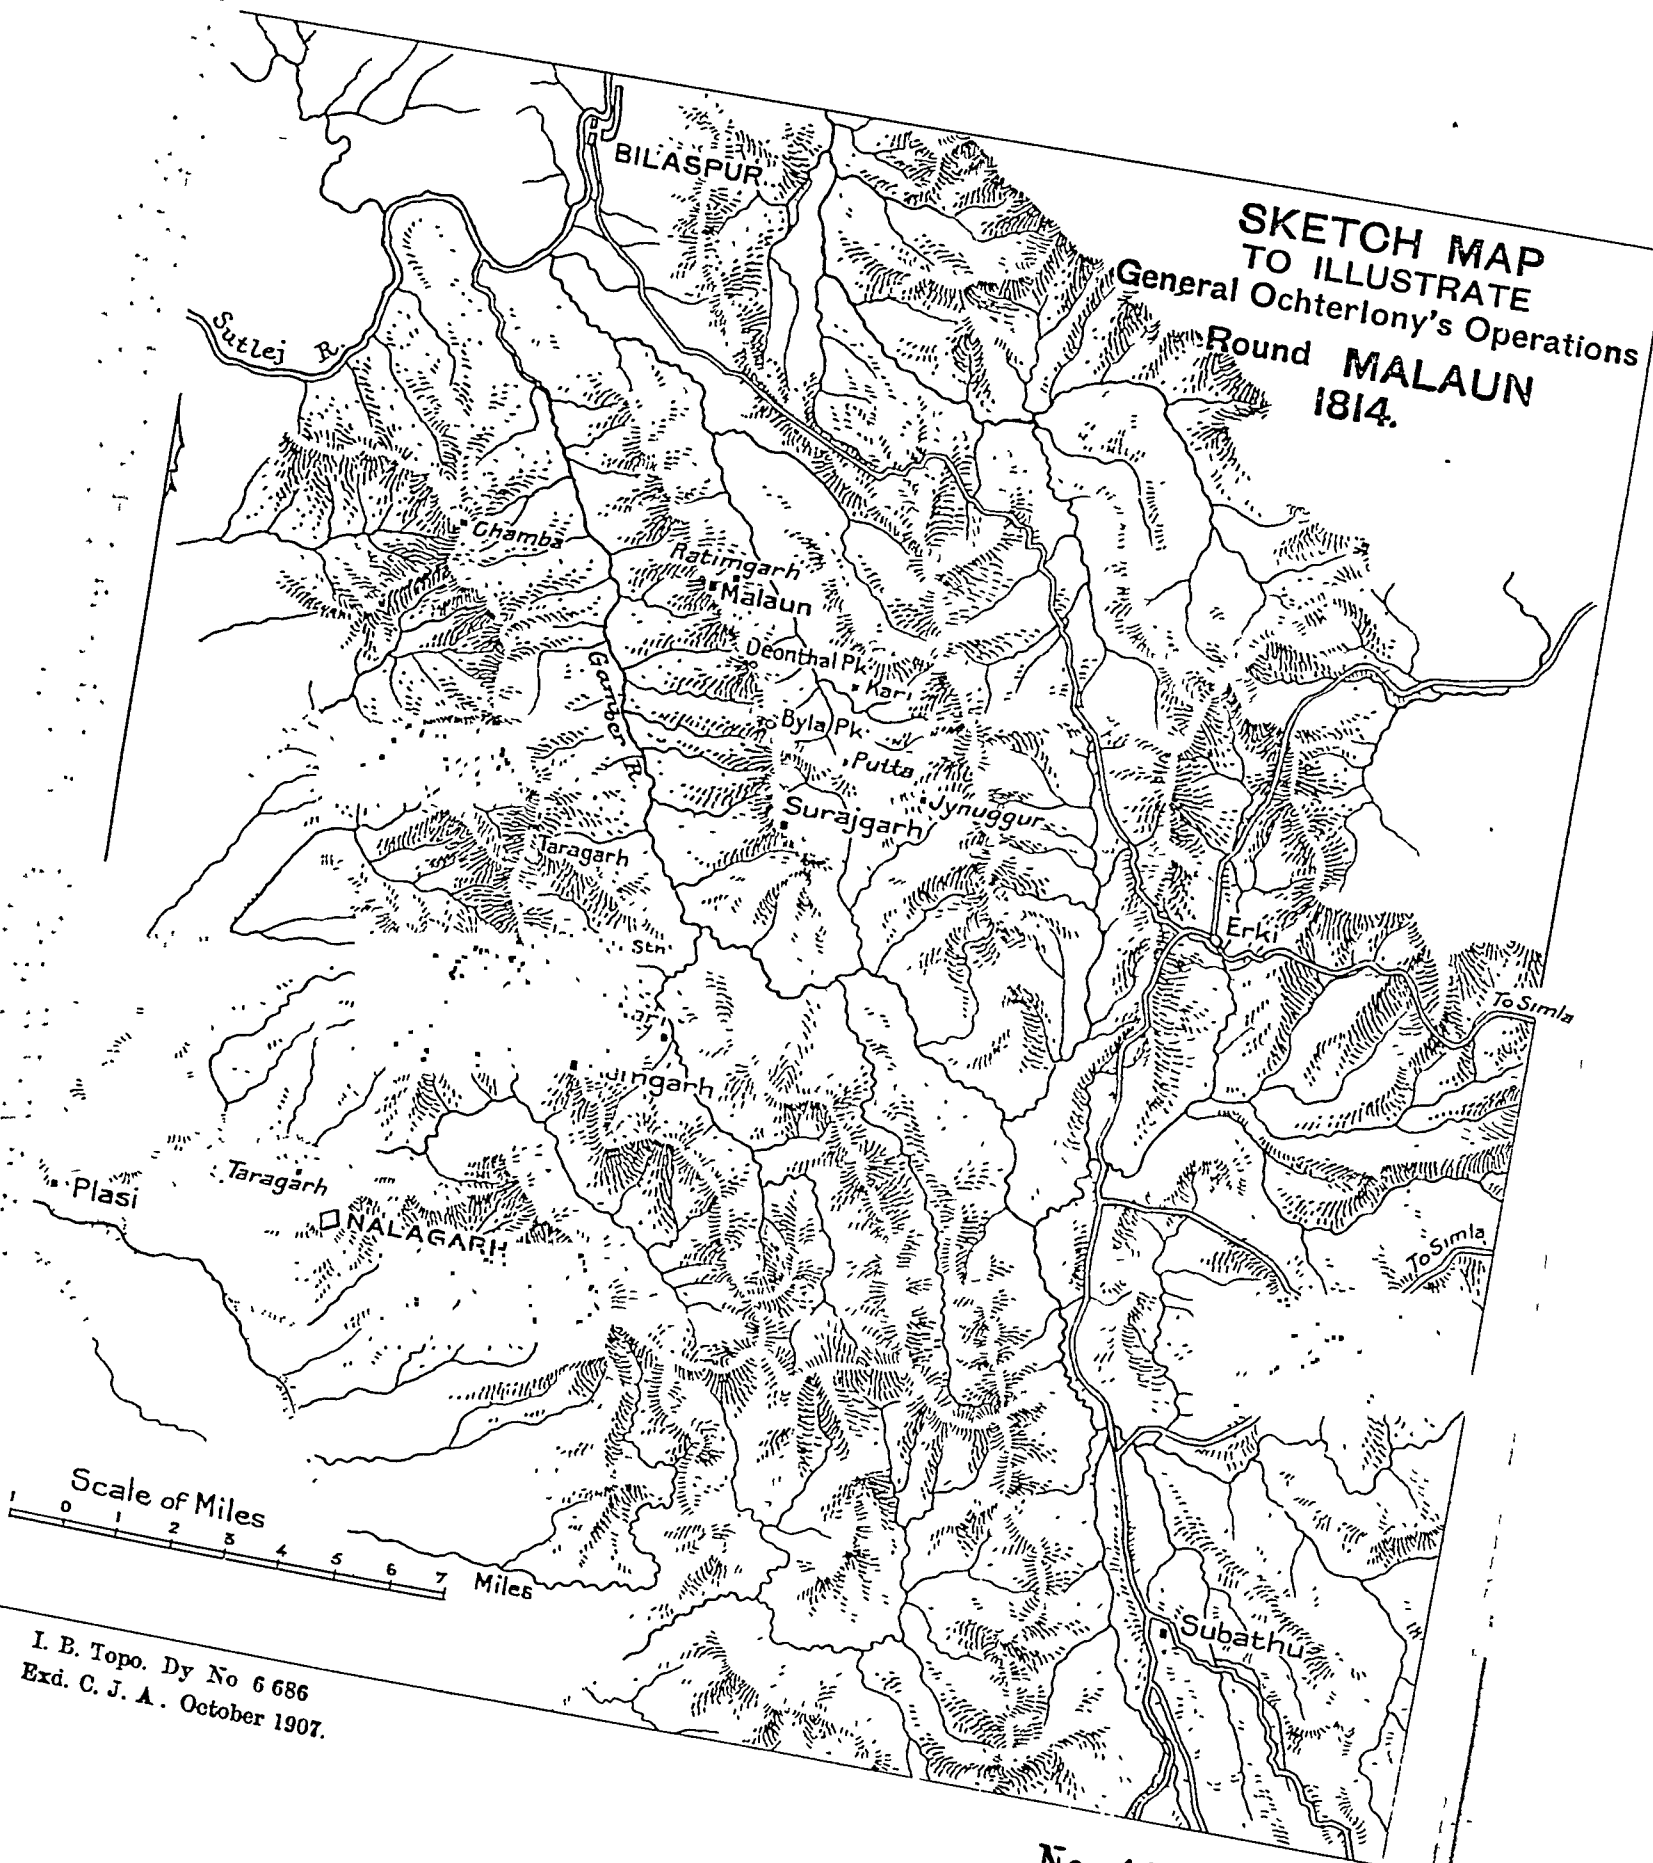 BILASPUR
SKETCH MAP
TO ILLUSTRATE
General Ochterlony's Operations
Round MALAUN
1814.
Sutlej R.
Chamba
Ratimgarh
Malaun
Deonthal Pk.
Kari
Gamber R.
Byla Pk.
Putta
Surajgarh
Jynuggur
Taragarh
Stn
Erki
To Simla
Taragarh
Plasi
NALAGARH
To Simla
Scale of Miles
1 0 1 2 3 4 5 6 7 Miles
Subathu
I. B. Topo. Dy No 6 686
Exd. C. J. A. October 1907.